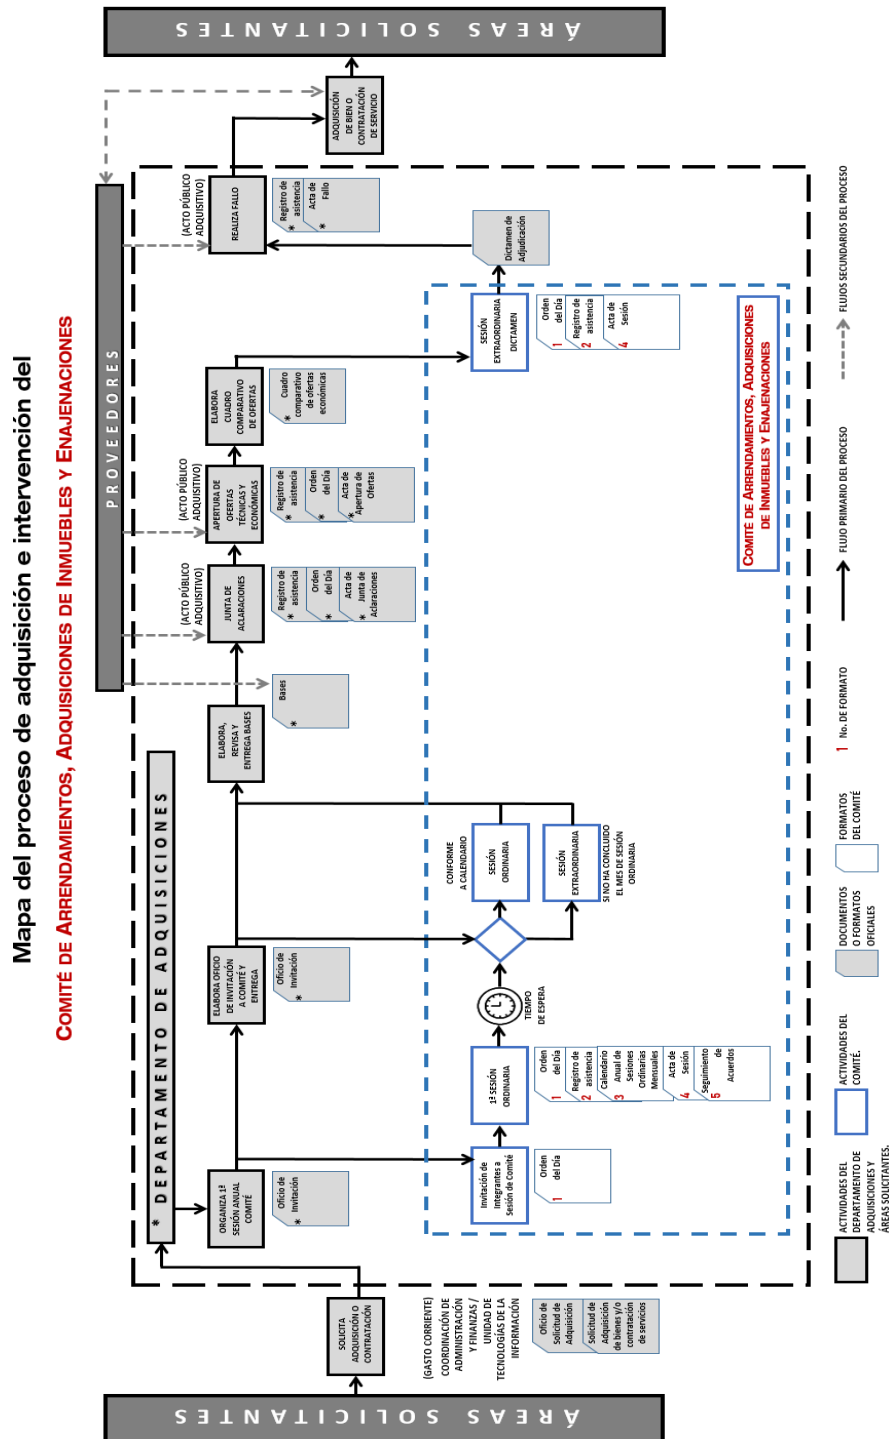 Mapa del proceso de adquisición e intervención del
COMITÉ DE ARRENDAMIENTOS, ADQUISICIONES DE INMUEBLES Y ENAJENACIONES
ÁREAS SOLICITANTES
SOLICITA
ADQUISICIÓN O
CONTRATACIÓN
(GASTO CORRIENTE)
COORDINACIÓN DE
ADMINISTRACIÓN
Y FINANZAS /
UNIDAD DE
TECNOLOGÍAS DE LA
INFORMACIÓN
Oficio de
Solicitud de
Adquisición
Solicitud de
Adquisición
de bienes y/o
contratación
de servicios
* DEPARTAMENTO DE ADQUISICIONES
PROVEEDORES
ORGANIZA 1ª
SESIÓN ANUAL
COMITÉ
Oficio de
Invitación
*
ELABORA OFICIO
DE INVITACIÓN
A COMITÉ Y
ENTREGA
Oficio de
Invitación
*
ELABORA,
REVISA Y
ENTREGA BASES
Bases
*
(ACTO PÚBLICO
ADQUISITIVO)
JUNTA DE
ACLARACIONES
Registro de
asistencia
*
Orden
del Día
*
Acta de
Junta de
Aclaraciones
*
(ACTO PÚBLICO
ADQUISITIVO)
APERTURA DE
OFERTAS
TÉCNICAS Y
ECONÓMICAS
Registro de
asistencia
*
Orden
del Día
*
Acta de
Apertura de
Ofertas
*
ELABORA
CUADRO
COMPARATIVO
DE OFERTAS
Cuadro
comparativo
de ofertas
económicas
*
(ACTO PÚBLICO
ADQUISITIVO)
REALIZA FALLO
Registro de
asistencia
*
Acta de
Fallo
*
ADQUISICIÓN
DE BIEN O
CONTRATACIÓN
DE SERVICIO
ÁREAS SOLICITANTES
Invitación de
Integrantes a
Sesión de Comité
Orden
del Día
1
1ª SESIÓN
ORDINARIA
Orden
del Día
1
Registro de
asistencia
2
Calendario
Anual de
Sesiones
Ordinarias
Mensuales
3
Acta de
Sesión
4
Seguimiento
de
Acuerdos
5
TIEMPO
DE ESPERA
CONFORME
A CALENDARIO
SESIÓN
ORDINARIA
SESIÓN
EXTRAORDINARIA
SI NO HA CONCLUIDO
EL MES DE SESIÓN
ORDINARIA
SESIÓN
EXTRAORDINARIA
DICTAMEN
Orden
del Día
1
Registro de
asistencia
2
Acta de
Sesión
4
Dictamen de
Adjudicación
COMITÉ DE ARRENDAMIENTOS, ADQUISICIONES
DE INMUEBLES Y ENAJENACIONES
ACTIVIDADES DEL
DEPARTAMENTO DE
ADQUISICIONES Y
ÁREAS SOLICITANTES.
ACTIVIDADES DEL
COMITÉ.
DOCUMENTOS
O FORMATOS
OFICIALES
FORMATOS
DEL COMITÉ
1 No. DE FORMATO
FLUJO PRIMARIO DEL PROCESO
FLUJOS SECUNDARIOS DEL PROCESO